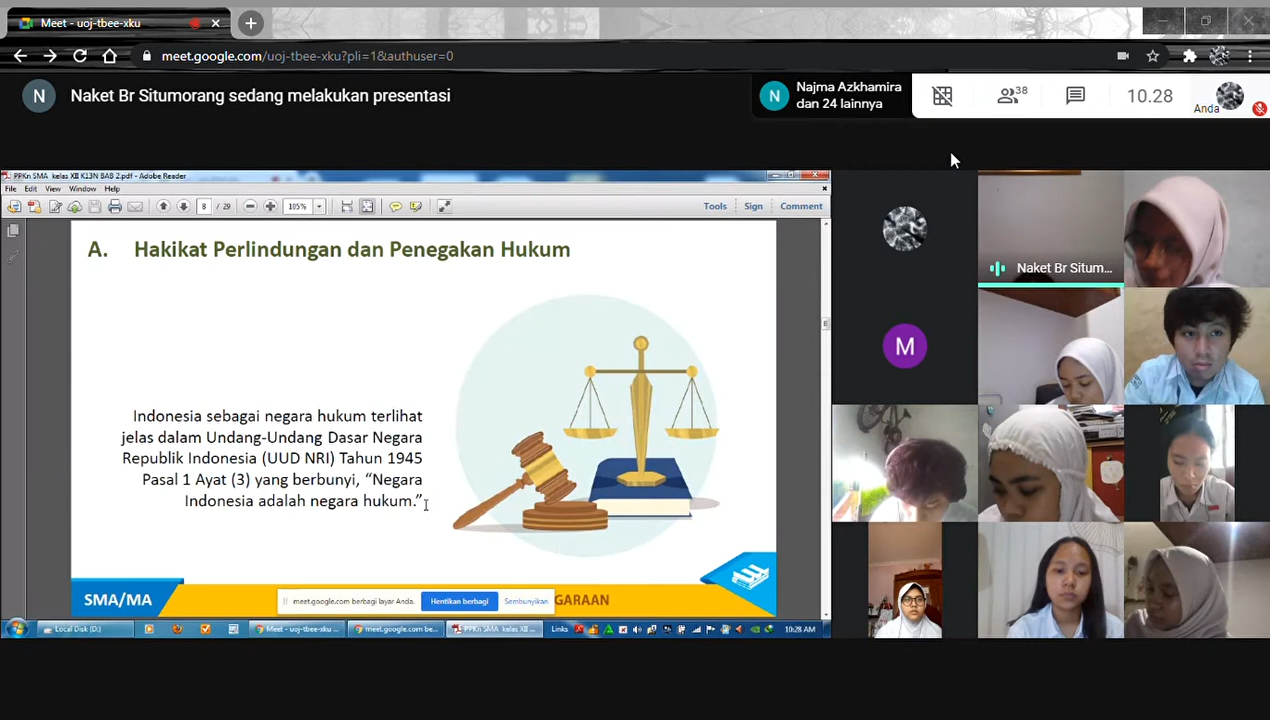 Meet - uoj-tbee-xku
meet.google.com/uoj-tbee-xku?pli=1&authuser=0
N
Naket Br Situmorang sedang melakukan presentasi
N
Najma Azkhamira
dan 24 lainnya
38
10.28
Anda
PPKn SMA kelas XII K13N BAB 2.pdf - Adobe Reader
File Edit View Window Help
8 / 29
105%
Tools Sign Comment
A. Hakikat Perlindungan dan Penegakan Hukum
Indonesia sebagai negara hukum terlihat
jelas dalam Undang-Undang Dasar Negara
Republik Indonesia (UUD NRI) Tahun 1945
Pasal 1 Ayat (3) yang berbunyi, “Negara
Indonesia adalah negara hukum.”
SMA/MA
meet.google.com berbagi layar Anda.
Hentikan berbagi
Sembunyikan
GARAAN
Local Disk (D:)
Meet - uoj-tbee-xku ...
meet.google.com be...
PPKn SMA kelas XII ...
Links
10:28 AM
Naket Br Situm...
M